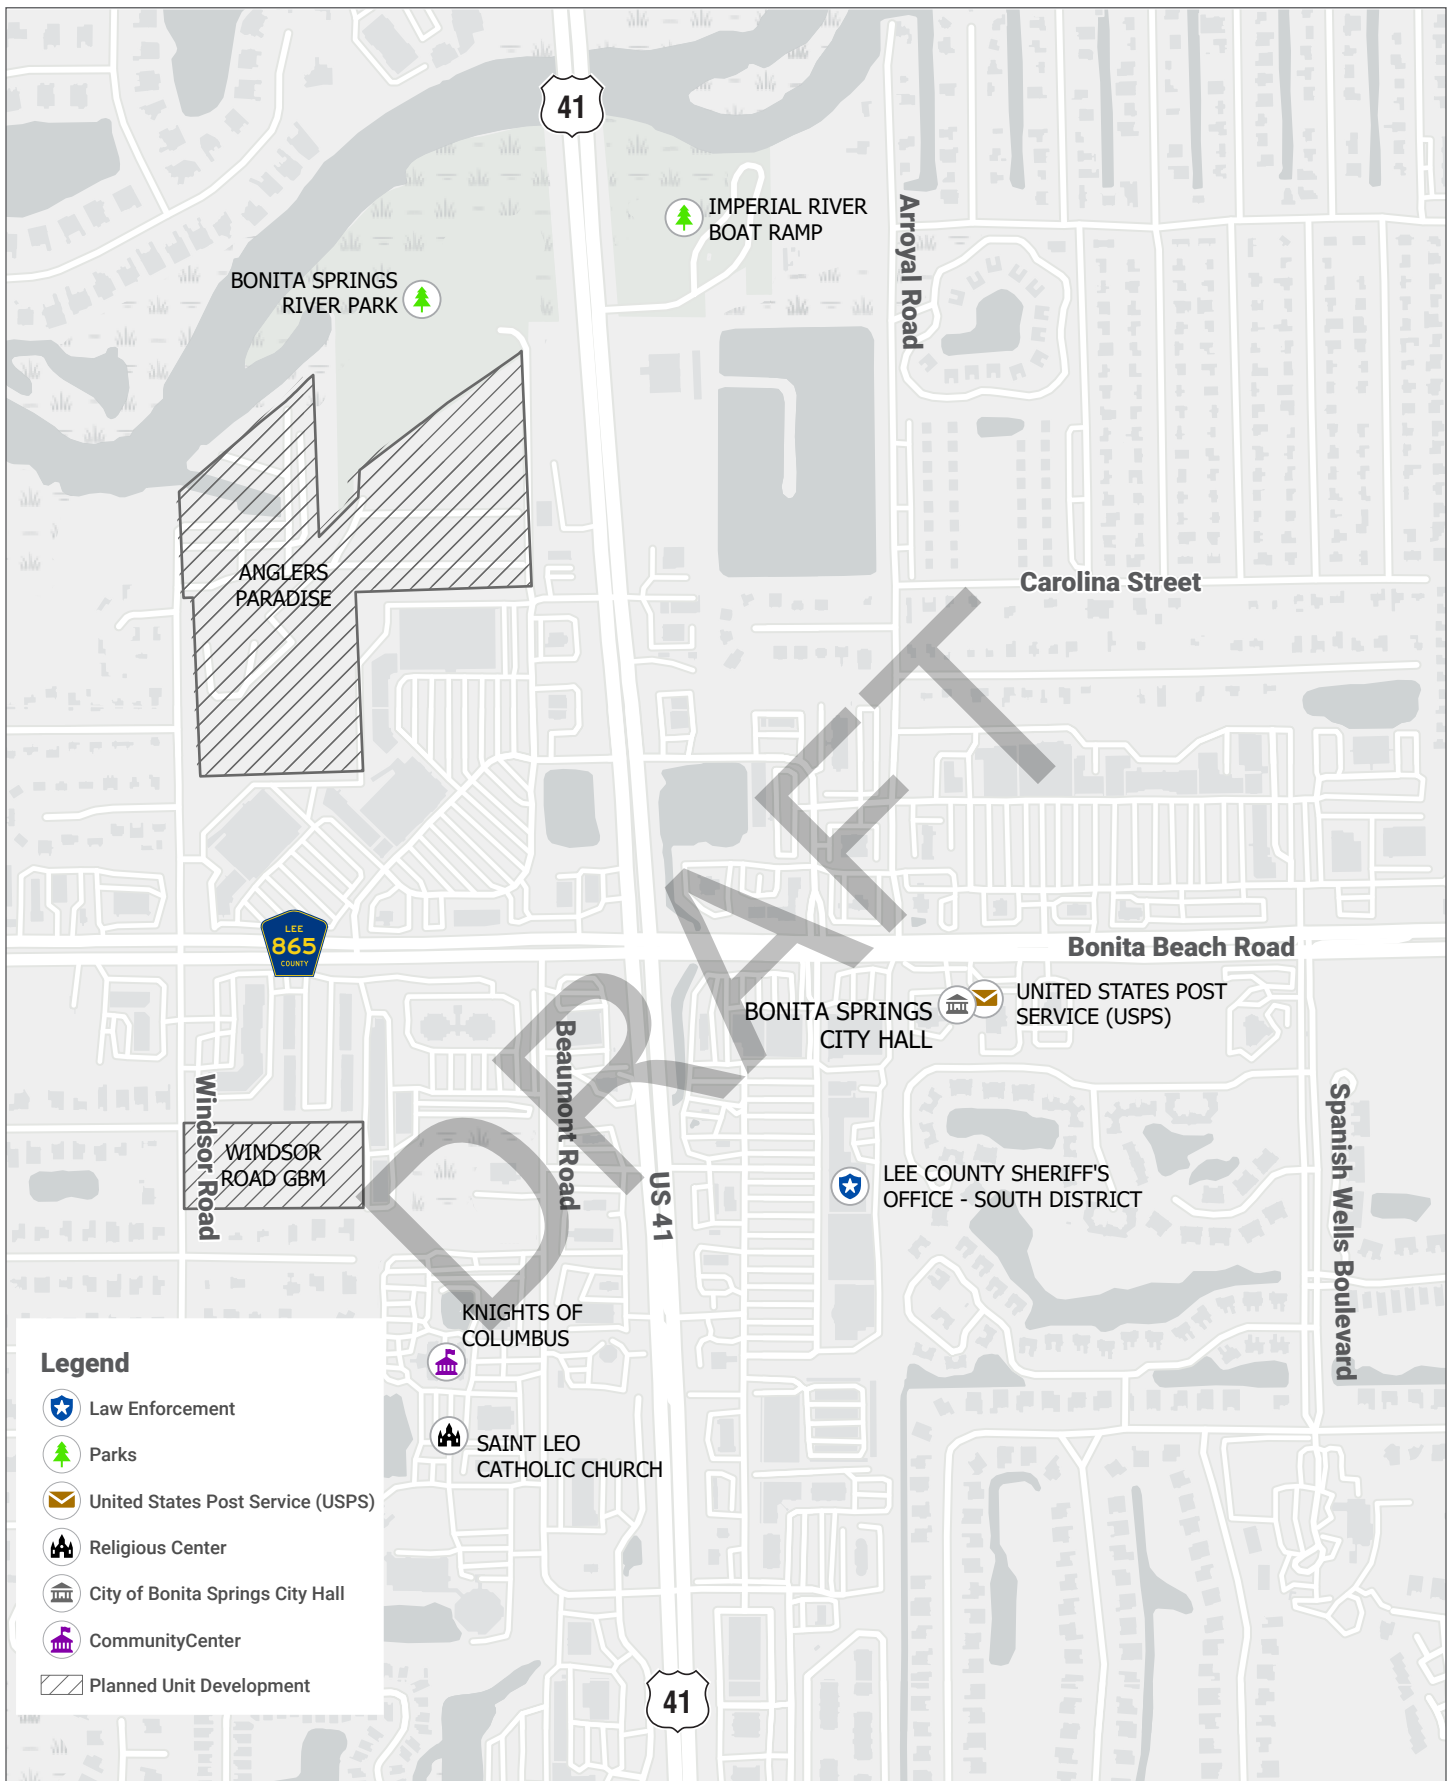 41
IMPERIAL RIVER
BOAT RAMP
Arroyal Road
BONITA SPRINGS
RIVER PARK
ANGLERS
PARADISE
Carolina Street
DRAFT
LEE
865
COUNTY
Bonita Beach Road
UNITED STATES POST
SERVICE (USPS)
BONITA SPRINGS
CITY HALL
Beaumont Road
Windsor Road
WINDSOR
ROAD GBM
US 41
LEE COUNTY SHERIFF'S
OFFICE - SOUTH DISTRICT
Spanish Wells Boulevard
KNIGHTS OF
COLUMBUS
SAINT LEO
CATHOLIC CHURCH
Legend
Law Enforcement
Parks
United States Post Service (USPS)
Religious Center
City of Bonita Springs City Hall
CommunityCenter
Planned Unit Development
41